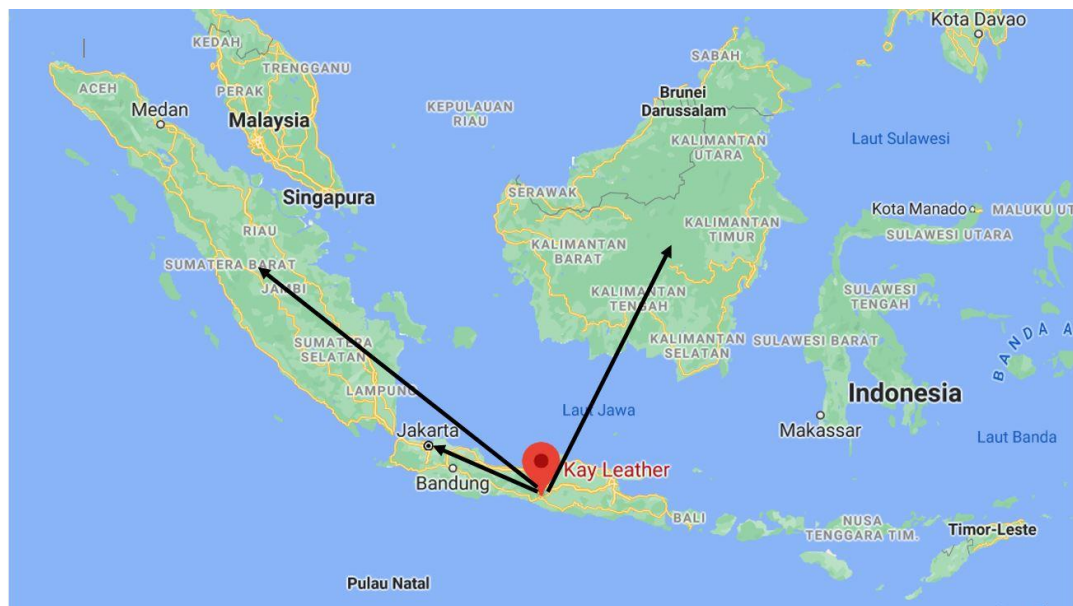 Kota Davao
KEDAH
SABAH
TRENGGANU
ACEH
PERAK
Brunei
Darussalam
Medan
KEPULAUAN
RIAU
Malaysia
Laut Sulawesi
KALIMANTAN
UTARA
Singapura
SERAWAK
Kota Manado
MALUKU UT
RIAU
KALIMANTAN
TIMUR
SULAWESI UTARA
KALIMANTAN
BARAT
SUMATERA BARAT
JAMBI
KALIMANTAN
TENGAH
SULAWESI
TENGAH
SUMATERA
SELATAN
KALIMANTAN
SELATAN
SULAWESI BARAT
BANDA A
LAMPUNG
Indonesia
Laut Jawa
Jakarta
Makassar
Laut Banda
Bandung
Kay Leather
BALI
NUSA
TENGGARA TIM.
Timor-Leste
Pulau Natal